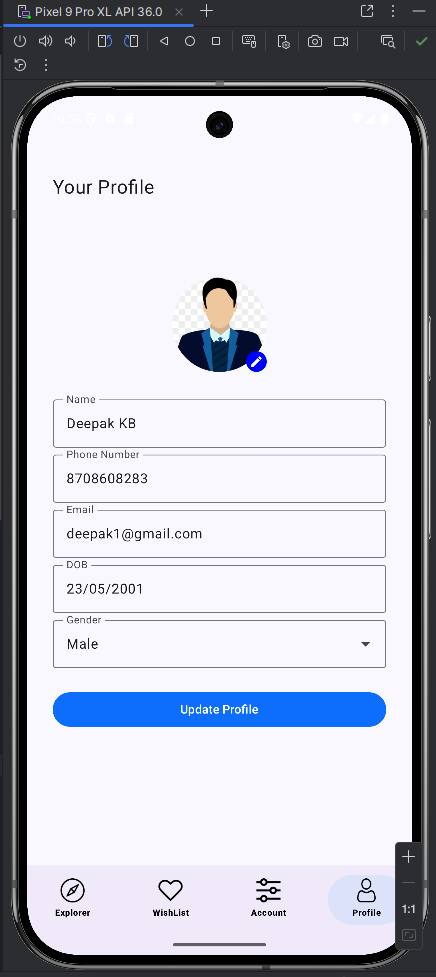 Pixel 9 Pro XL API 36.0
Your Profile
Name
Deepak KB
Phone Number
8708608283
Email
deepak1@gmail.com
DOB
23/05/2001
Gender
Male
Update Profile
Explorer
WishList
Account
Profile
1:1